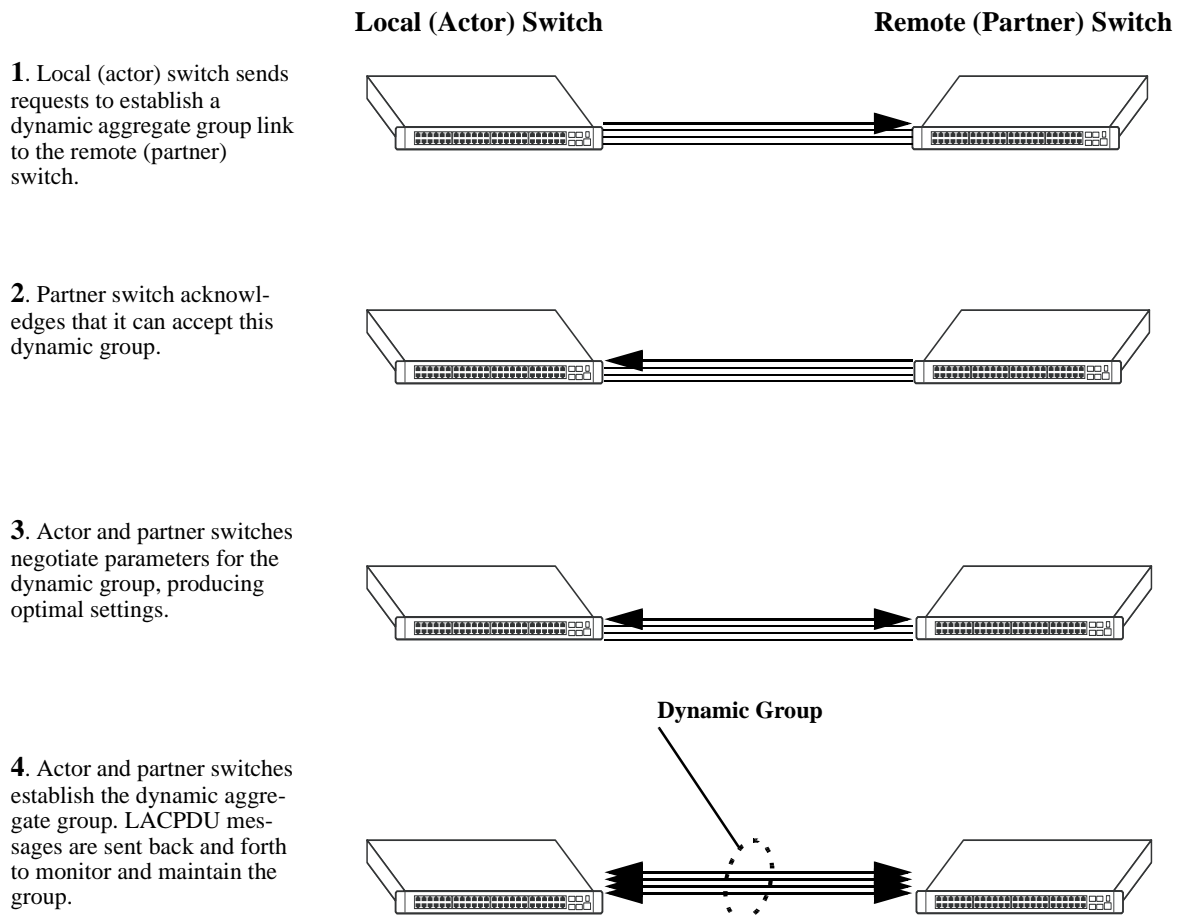 Local (Actor) Switch
Remote (Partner) Switch
1. Local (actor) switch sends
requests to establish a
dynamic aggregate group link
to the remote (partner)
switch.
2. Partner switch acknowl-
edges that it can accept this
dynamic group.
3. Actor and partner switches
negotiate parameters for the
dynamic group, producing
optimal settings.
Dynamic Group
4. Actor and partner switches
establish the dynamic aggre-
gate group. LACPDU mes-
sages are sent back and forth
to monitor and maintain the
group.